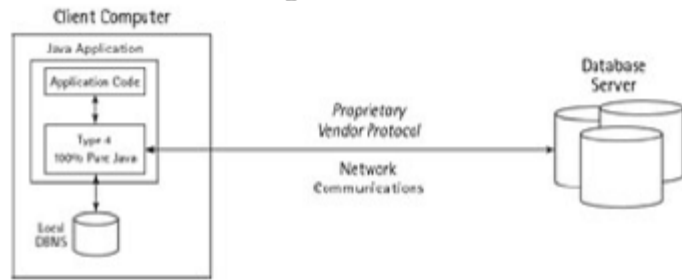 Client Computer
Java Application
Application Code
Type 4
100% Pure Java
Local
DBMS
Proprietary
Vendor Protocol
Network
Communications
Database
Server